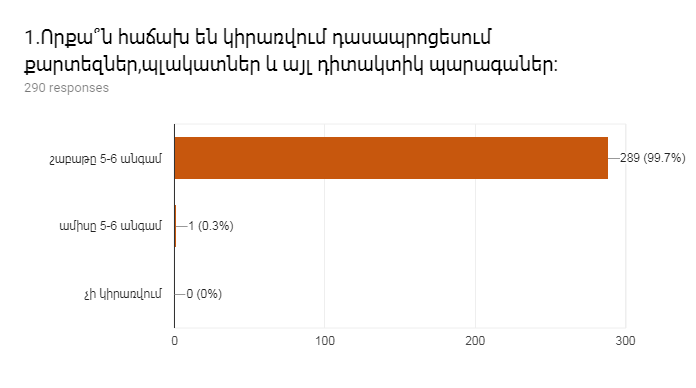 1.Որքա՞ն հաճախ են կիրառվում դասապրոցեսում
քարտեզներ,պլակատներ և այլ դիտակտիկ պարագաներ:
290 responses
շաբաթը 5-6 անգամ
289 (99.7%)
ամիսը 5-6 անգամ
1 (0.3%)
չի կիրառվում
0 (0%)
0 100 200 300